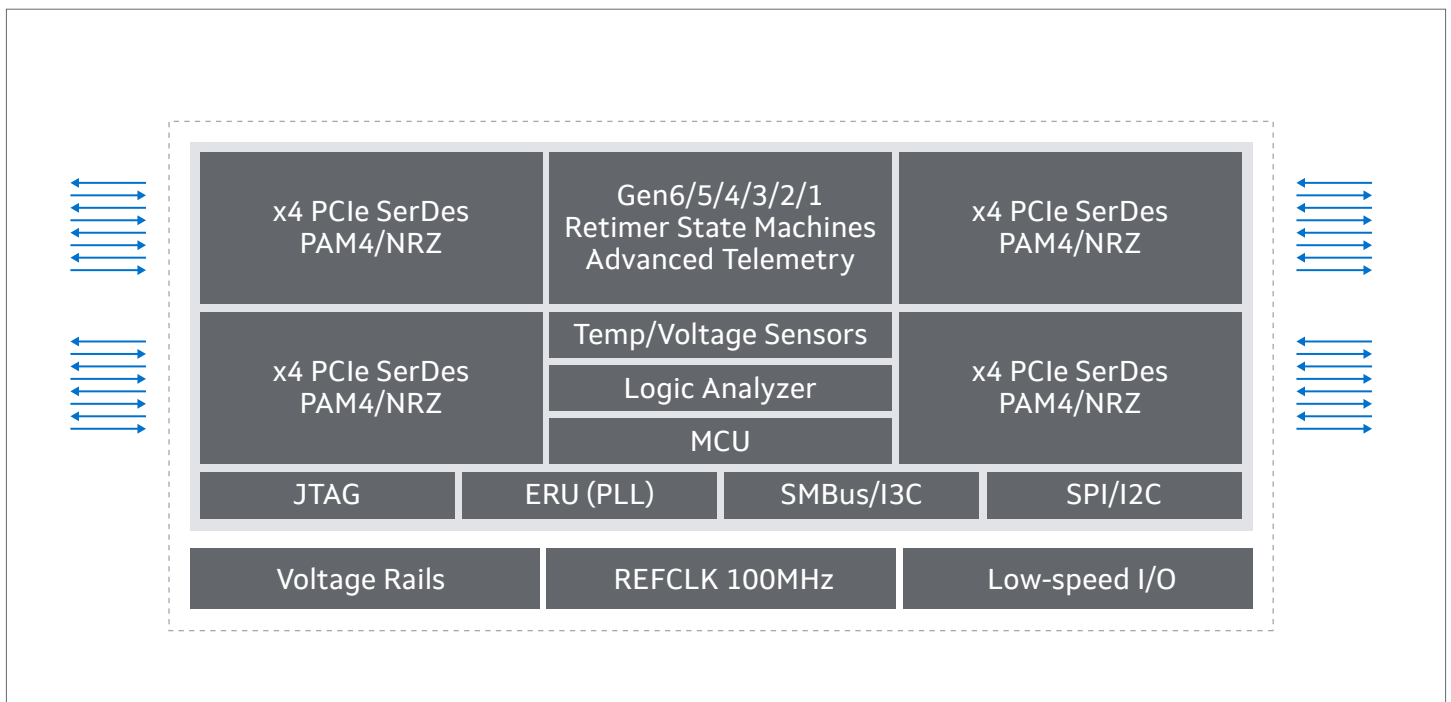 x4 PCIe SerDes
PAM4/NRZ
Gen6/5/4/3/2/1
Retimer State Machines
Advanced Telemetry
x4 PCIe SerDes
PAM4/NRZ
x4 PCIe SerDes
PAM4/NRZ
Temp/Voltage Sensors
Logic Analyzer
MCU
x4 PCIe SerDes
PAM4/NRZ
JTAG
ERU (PLL)
SMBus/I3C
SPI/I2C
Voltage Rails
REFCLK 100MHz
Low-speed I/O